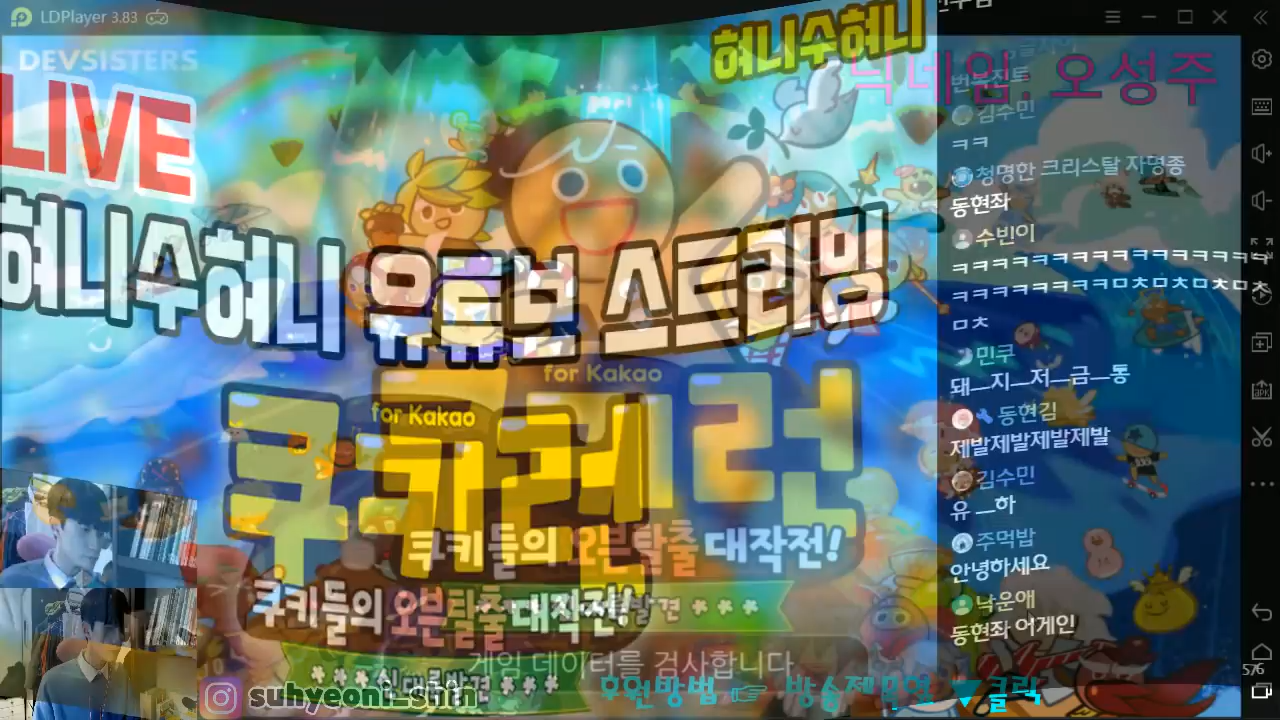 LDPlayer 3.83
DEVSISTERS
혀니수혀니
닉네임: 오성주
LIVE
혀니수혀니 유튜브 스트리밍
for Kakao
for Kakao
쿠키런
쿠키들의 오븐탈출 대작전!
쿠키들의 오븐탈출 대작전!
게임 데이터를 검사합니다
suhyeoni_shin
후원방법 ☞ 방송제목옆 ▼클릭
김수민
ㅋㅋ
청명한 크리스탈 자명종
동현좌
수빈이
ㅋㅋㅋㅋㅋㅋㅋㅋㅋㅋㅋㅋㅋㅋ
ㅋㅋㅋㅋㅋㅋㅋㅋㅁㅊㅁㅊㅁㅊㅁㅊ
ㅁㅊ
민쿠
돼ㅡ지ㅡ저ㅡ금ㅡ통
동현김
제발제발제발제발
김수민
유ㅡ하
주먹밥
안녕하세요
낙운애
동현좌 어게인